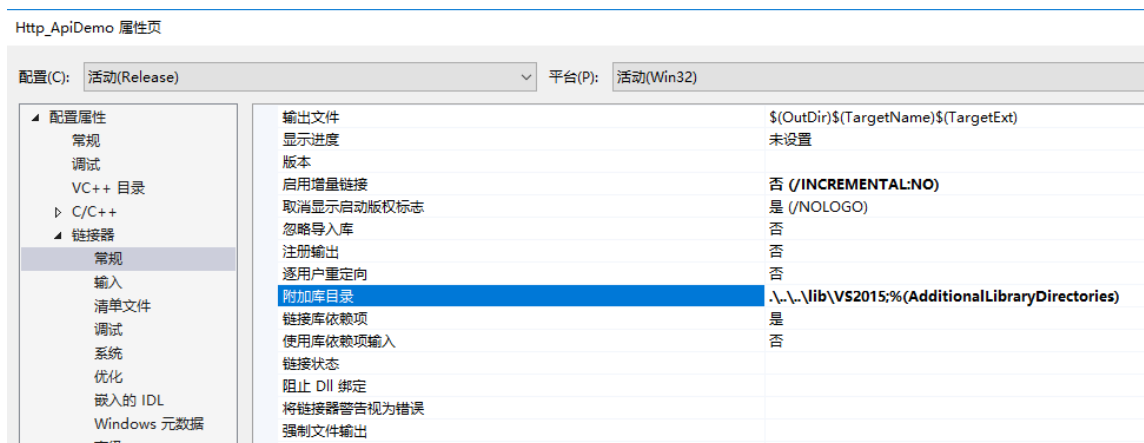 Http_ApiDemo 属性页
配置(C): 活动(Release) 平台(P): 活动(Win32)
配置属性
常规
调试
VC++ 目录
C/C++
链接器
常规
输入
清单文件
调试
系统
优化
嵌入的 IDL
Windows 元数据
输出文件 $(OutDir)$(TargetName)$(TargetExt)
显示进度 未设置
版本
启用增量链接 否 (/INCREMENTAL:NO)
取消显示启动版权标志 是 (/NOLOGO)
忽略导入库 否
注册输出 否
逐用户重定向 否
附加库目录 .\..\..\lib\VS2015;%(AdditionalLibraryDirectories)
链接库依赖项 是
使用库依赖项输入 否
链接状态
阻止 Dll 绑定
将链接器警告视为错误
强制文件输出